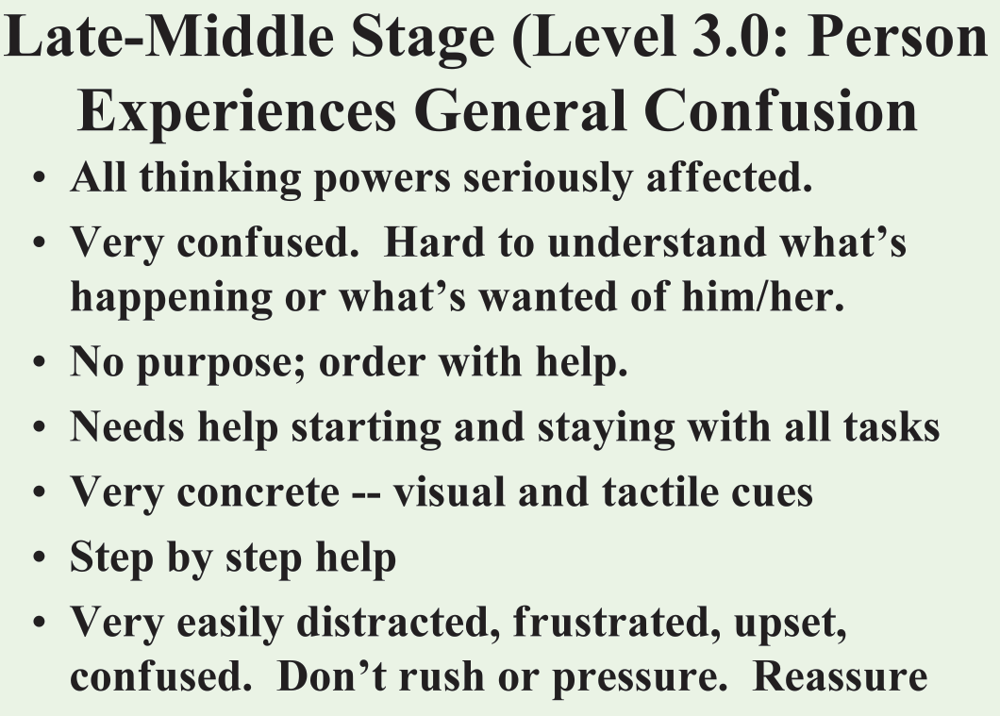 Late-Middle Stage (Level 3.0: Person
Experiences General Confusion
• All thinking powers seriously affected.
• Very confused.  Hard to understand what’s
happening or what’s wanted of him/her.
• No purpose; order with help.
• Needs help starting and staying with all tasks
• Very concrete -- visual and tactile cues
• Step by step help
• Very easily distracted, frustrated, upset,
confused.  Don’t rush or pressure.  Reassure